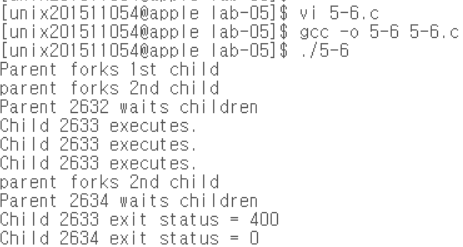 [unix201511054@apple lab-05]$ vi 5-6.c
[unix201511054@apple lab-05]$ gcc -o 5-6 5-6.c
[unix201511054@apple lab-05]$ ./5-6
Parent forks 1st child
parent forks 2nd child
Parent 2632 waits children
Child 2633 executes.
Child 2633 executes.
Child 2633 executes.
parent forks 2nd child
Parent 2634 waits children
Child 2633 exit status = 400
Child 2634 exit status = 0